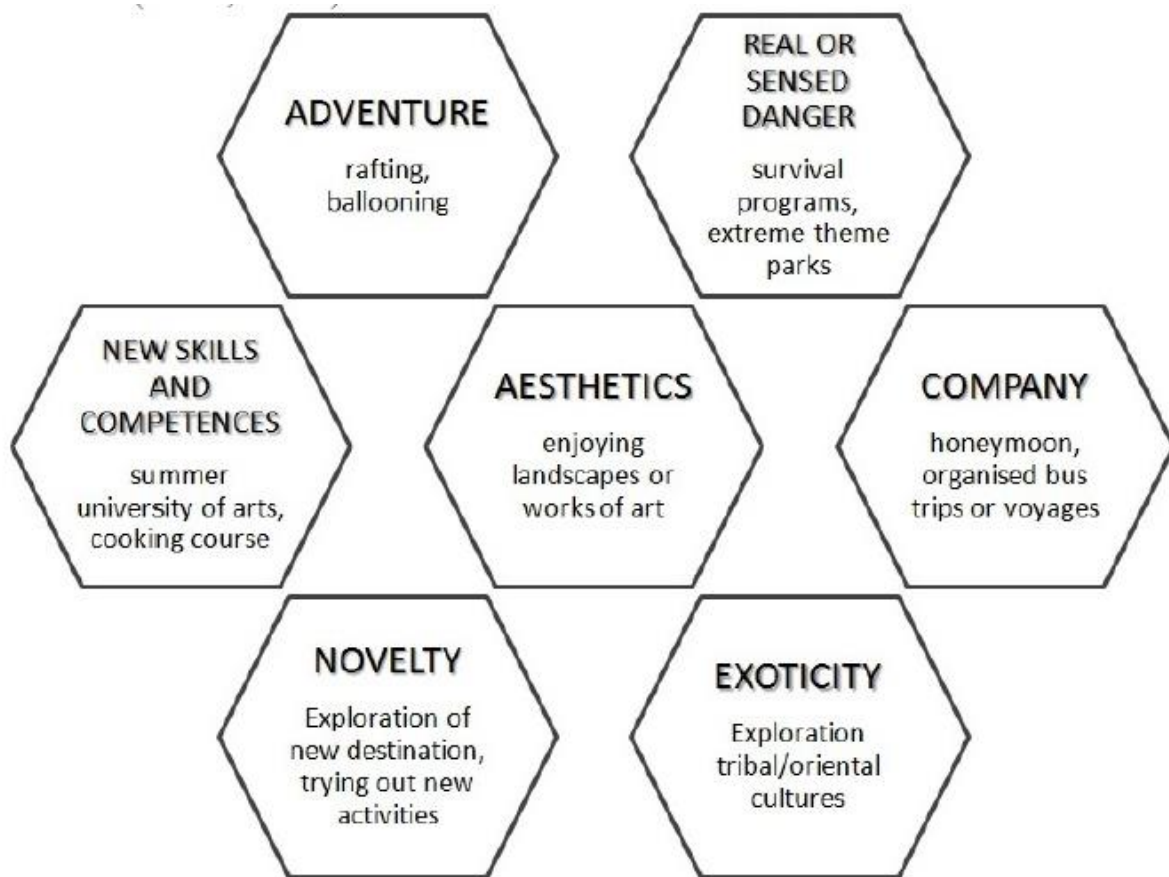 ADVENTURE
rafting,
ballooning
REAL OR
SENSED
DANGER
survival
programs,
extreme theme
parks
NEW SKILLS
AND
COMPETENCES
summer
university of arts,
cooking course
AESTHETICS
enjoying
landscapes or
works of art
COMPANY
honeymoon,
organised bus
trips or voyages
NOVELTY
Exploration of
new destination,
trying out new
activities
EXOTICITY
Exploration
tribal/oriental
cultures